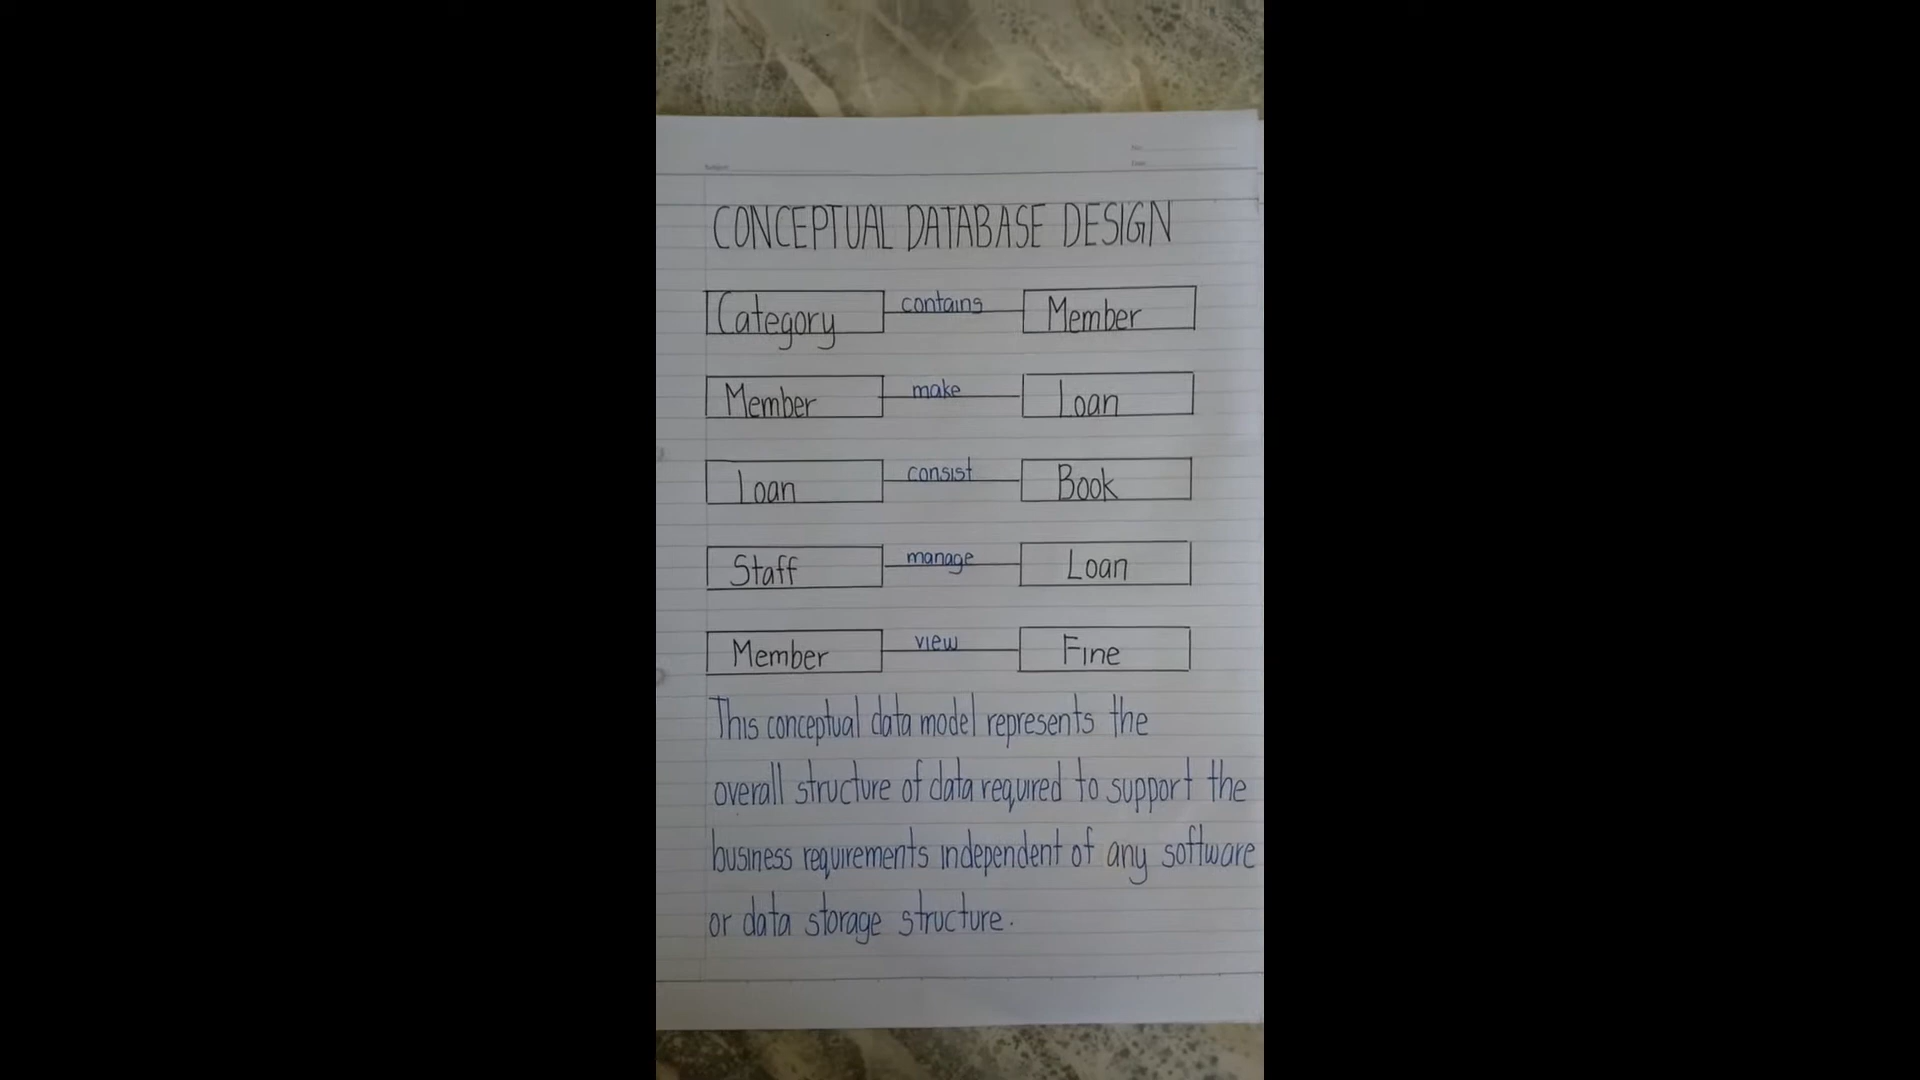 CONCEPTUAL DATABASE DESIGN
Category contains Member
Member make Loan
Loan consist Book
Staff manage Loan
Member view Fine
This conceptual data model represents the
overall structure of data required to support the
business requirements independent of any software
or data storage structure.